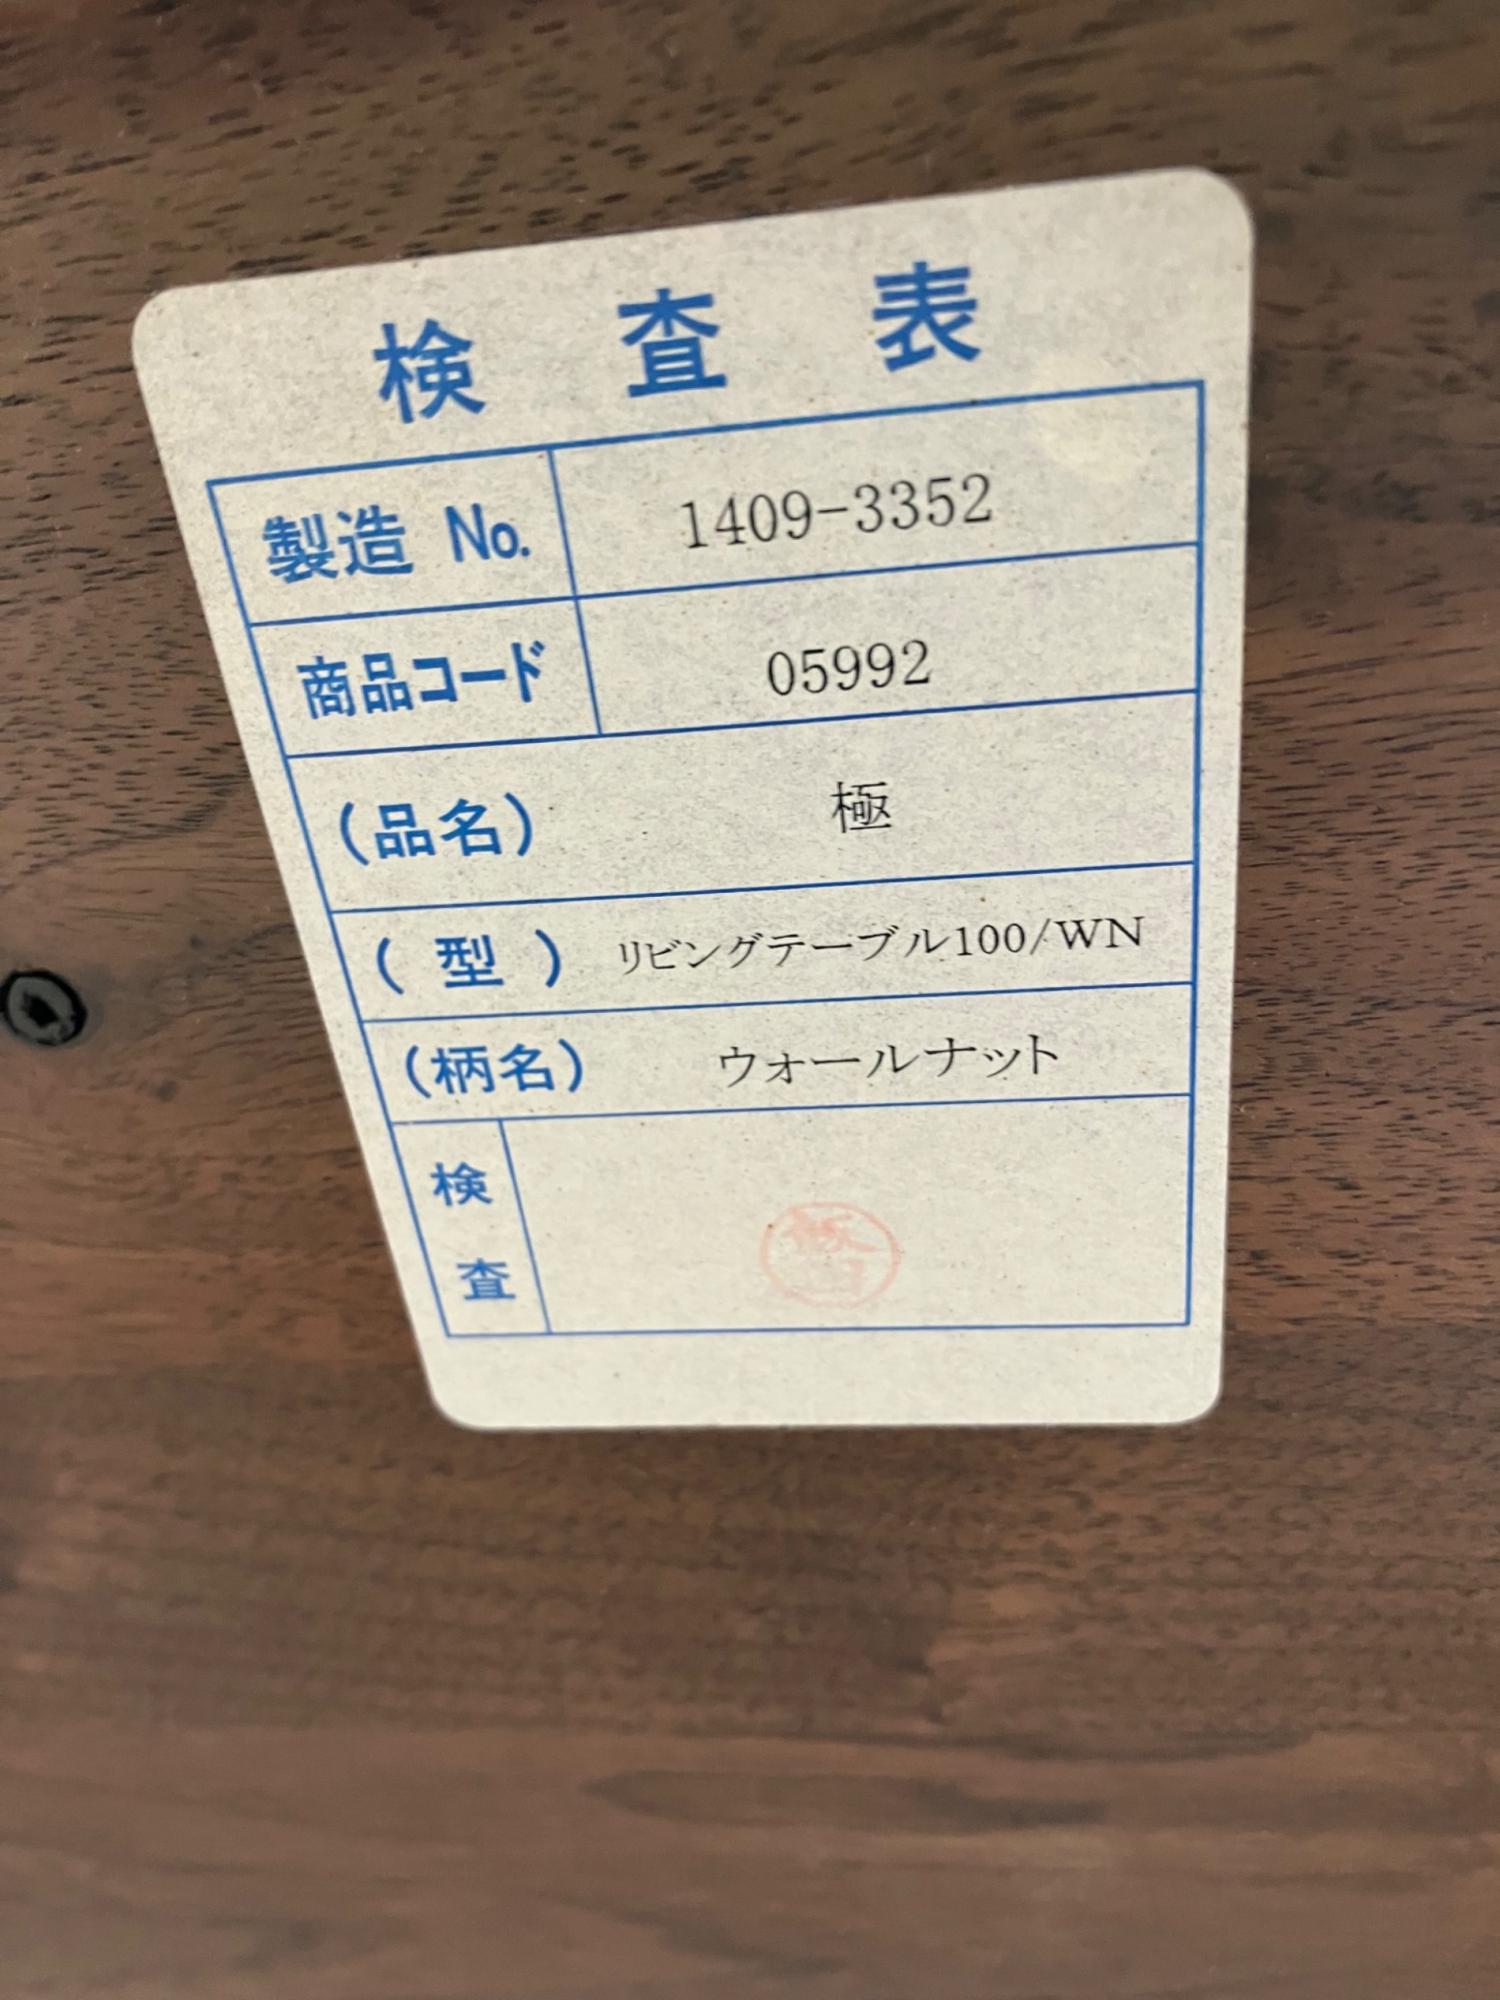 検査表
製造 No. 1409-3352
商品コード 05992
(品名) 極
(型) リビングテーブル100/WN
(柄名) ウォールナット
検査